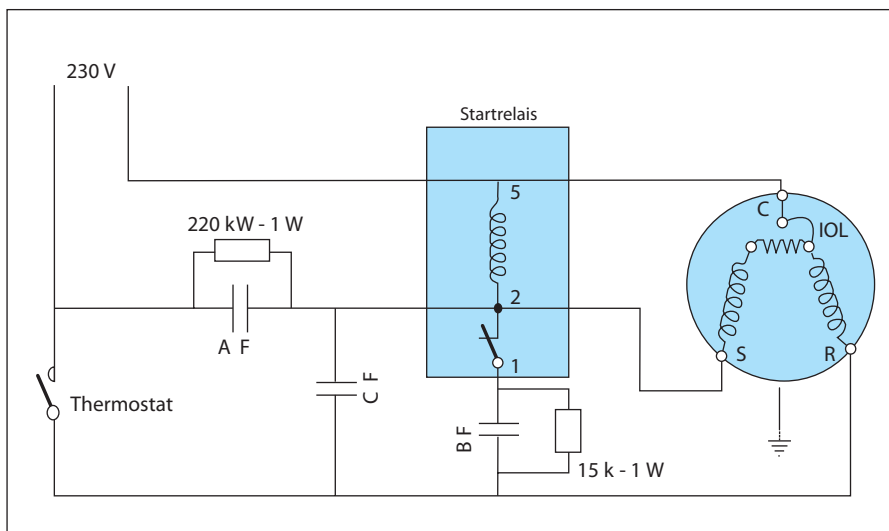 230 V
Startrelais
5
C
IOL
220 kW - 1 W
2
A F
S
R
1
Thermostat
C F
B F
15 k - 1 W